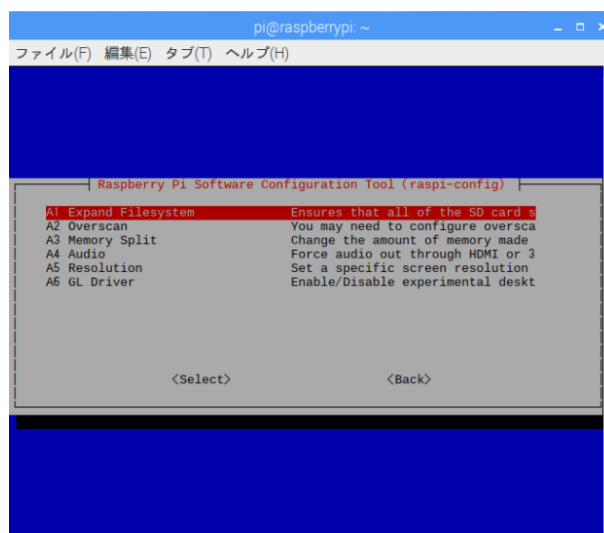 pi@raspberrypi: ~
ファイル(F) 編集(E) タブ(T) ヘルプ(H)
Raspberry Pi Software Configuration Tool (raspi-config)
A1 Expand Filesystem Ensures that all of the SD card s
A2 Overscan You may need to configure oversca
A3 Memory Split Change the amount of memory made
A4 Audio Force audio out through HDMI or 3
A5 Resolution Set a specific screen resolution
A6 GL Driver Enable/Disable experimental deskt
<Select> <Back>